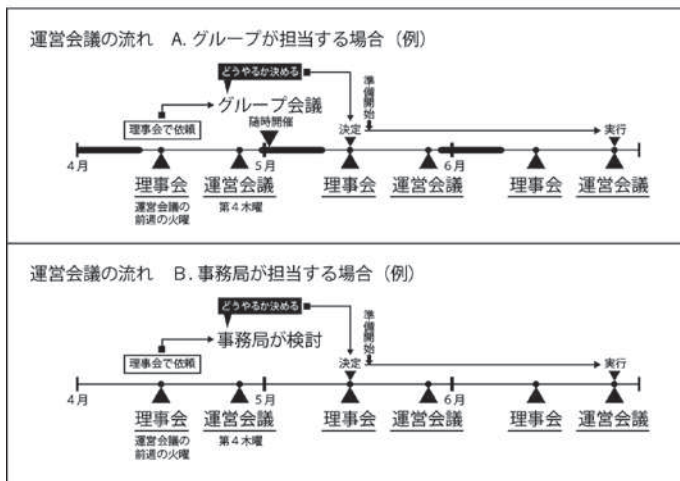 運営会議の流れ　A. グループが担当する場合（例）
どうやるか決める
グループ会議
随時開催
理事会で依頼
決定
準備開始
実行
4月
5月
6月
理事会
運営会議
理事会
運営会議
理事会
運営会議
運営会議の
前週の火曜
第4木曜
運営会議の流れ　B. 事務局が担当する場合（例）
どうやるか決める
事務局が検討
理事会で依頼
決定
準備開始
実行
4月
5月
6月
理事会
運営会議
理事会
運営会議
理事会
運営会議
運営会議の
前週の火曜
第4木曜